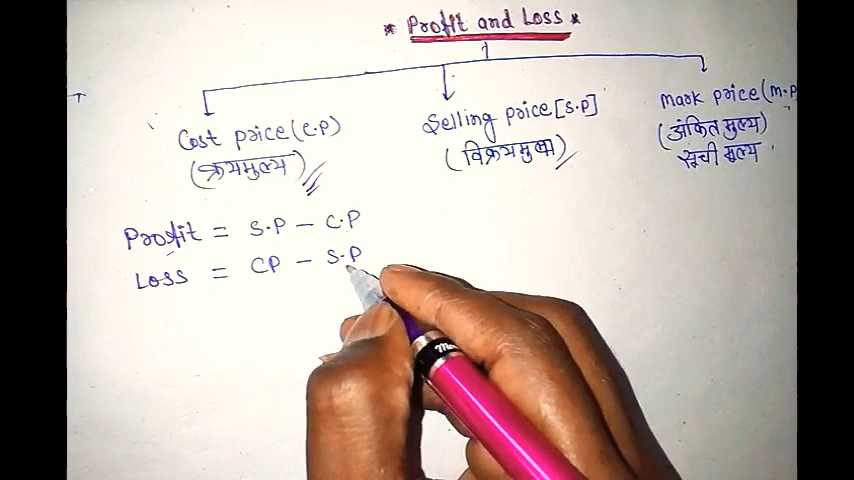 * Profit and Loss *
Cost price (C.P)
(क्रयमुल्य)
Selling price [S.P]
(विक्रयमुल्य)
Mark price (m.P
(अंकित मुल्य)
सूची मूल्य
Profit = S.P - C.P
Loss = CP - S.P